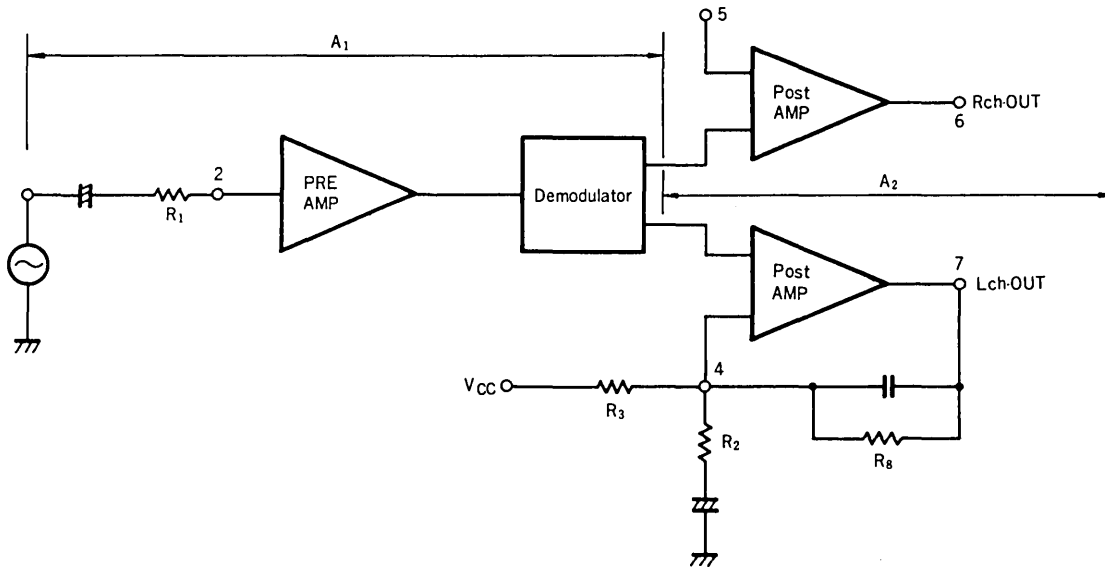 5
A₁
Post
AMP
Rch·OUT
6
2
PRE
AMP
Demodulator
A₂
R₁
Post
AMP
7
Lch·OUT
4
V_CC
R₃
R₂
R₈